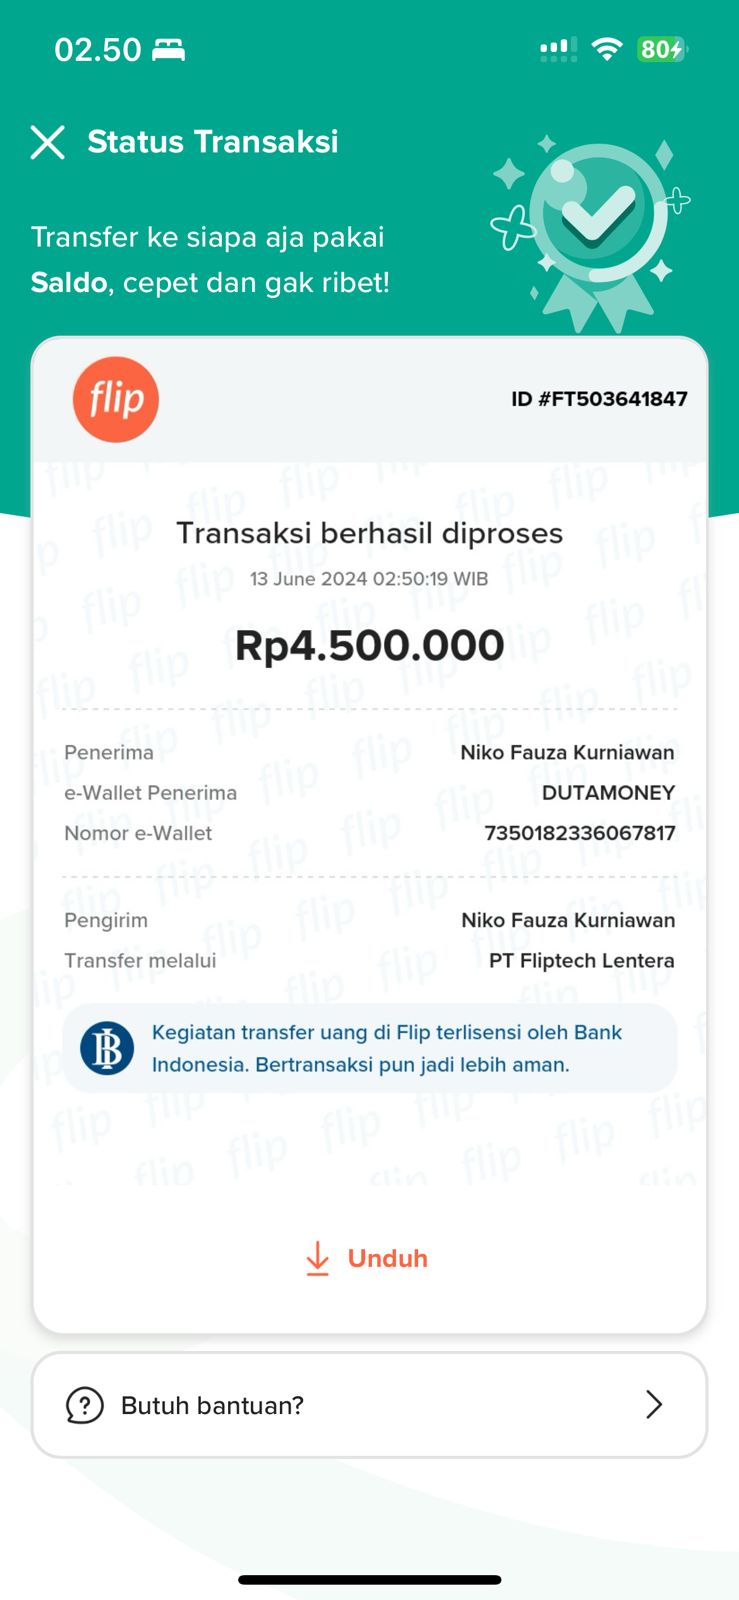 02.50
80
Status Transaksi
Transfer ke siapa aja pakai
Saldo, cepet dan gak ribet!
flip
ID #FT503641847
Transaksi berhasil diproses
13 June 2024 02:50:19 WIB
Rp4.500.000
Penerima Niko Fauza Kurniawan
e-Wallet Penerima DUTAMONEY
Nomor e-Wallet 7350182336067817
Pengirim Niko Fauza Kurniawan
Transfer melalui PT Fliptech Lentera
Kegiatan transfer uang di Flip terlisensi oleh Bank
Indonesia. Bertransaksi pun jadi lebih aman.
Unduh
Butuh bantuan?